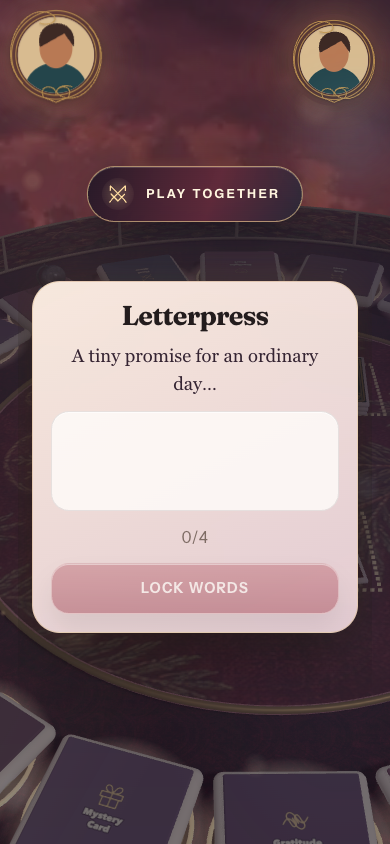 PLAY TOGETHER
Letterpress
A tiny promise for an ordinary
day...
0/4
LOCK WORDS
Mystery
Card
Gratitude